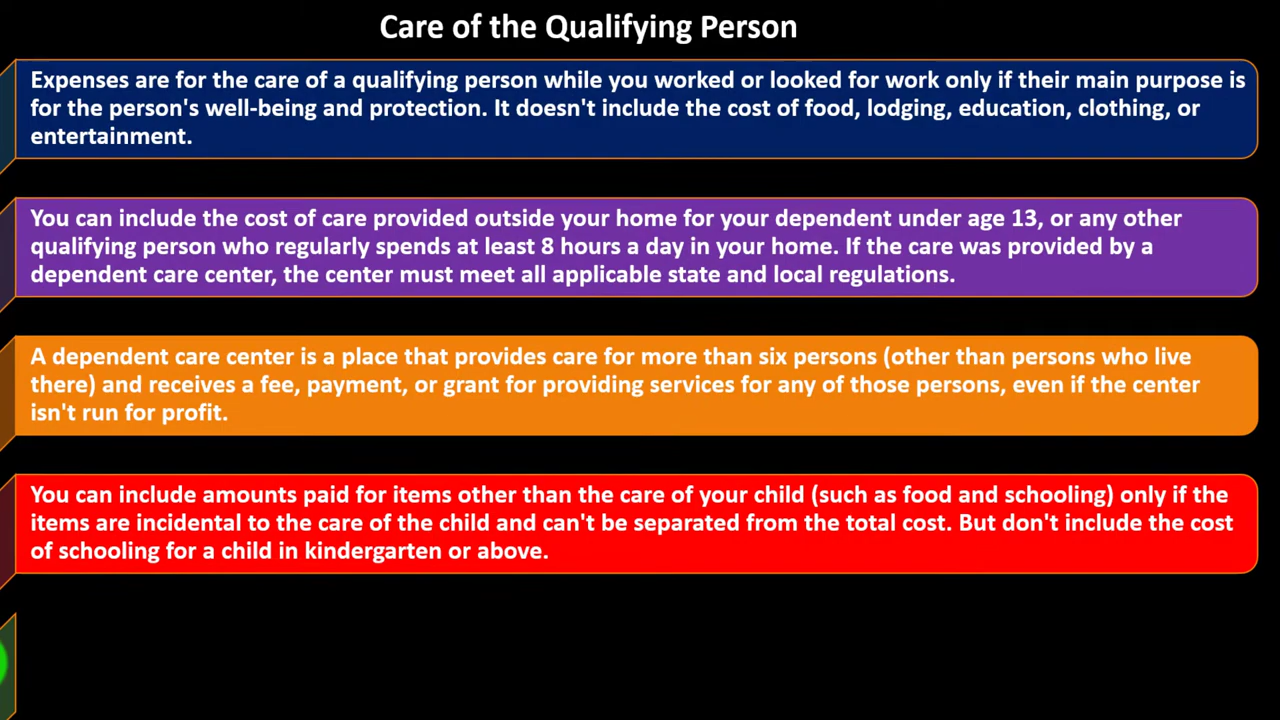 Care of the Qualifying Person
Expenses are for the care of a qualifying person while you worked or looked for work only if their main purpose is
for the person's well-being and protection. It doesn't include the cost of food, lodging, education, clothing, or
entertainment.
You can include the cost of care provided outside your home for your dependent under age 13, or any other
qualifying person who regularly spends at least 8 hours a day in your home. If the care was provided by a
dependent care center, the center must meet all applicable state and local regulations.
A dependent care center is a place that provides care for more than six persons (other than persons who live
there) and receives a fee, payment, or grant for providing services for any of those persons, even if the center
isn't run for profit.
You can include amounts paid for items other than the care of your child (such as food and schooling) only if the
items are incidental to the care of the child and can't be separated from the total cost. But don't include the cost
of schooling for a child in kindergarten or above.